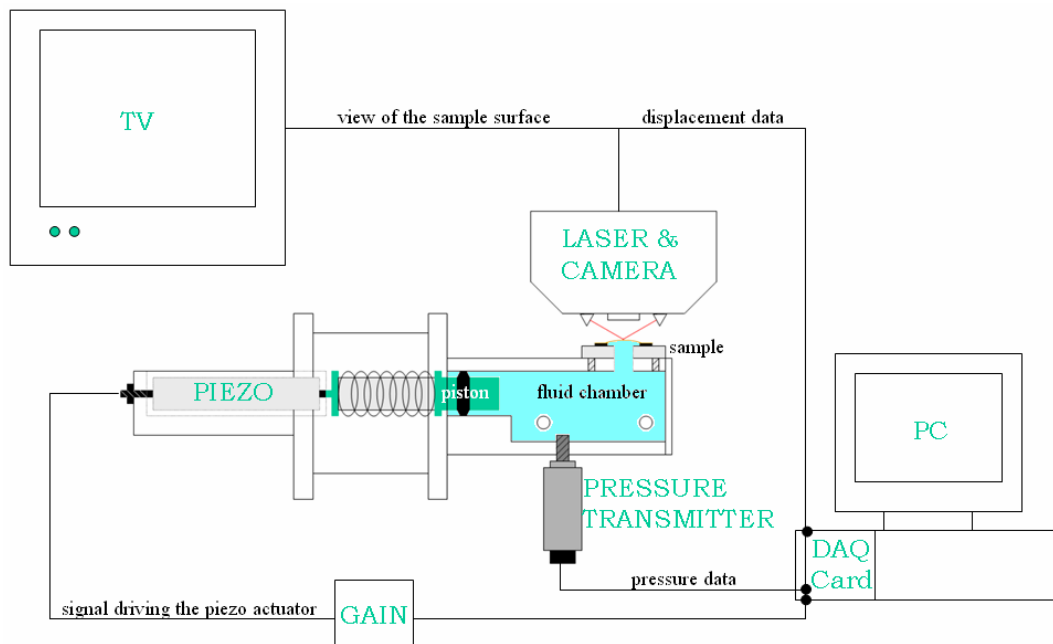 TV
view of the sample surface
displacement data
LASER &
CAMERA
sample
PIEZO
piston
fluid chamber
PC
PRESSURE
TRANSMITTER
DAQ
Card
pressure data
signal driving the piezo actuator
GAIN